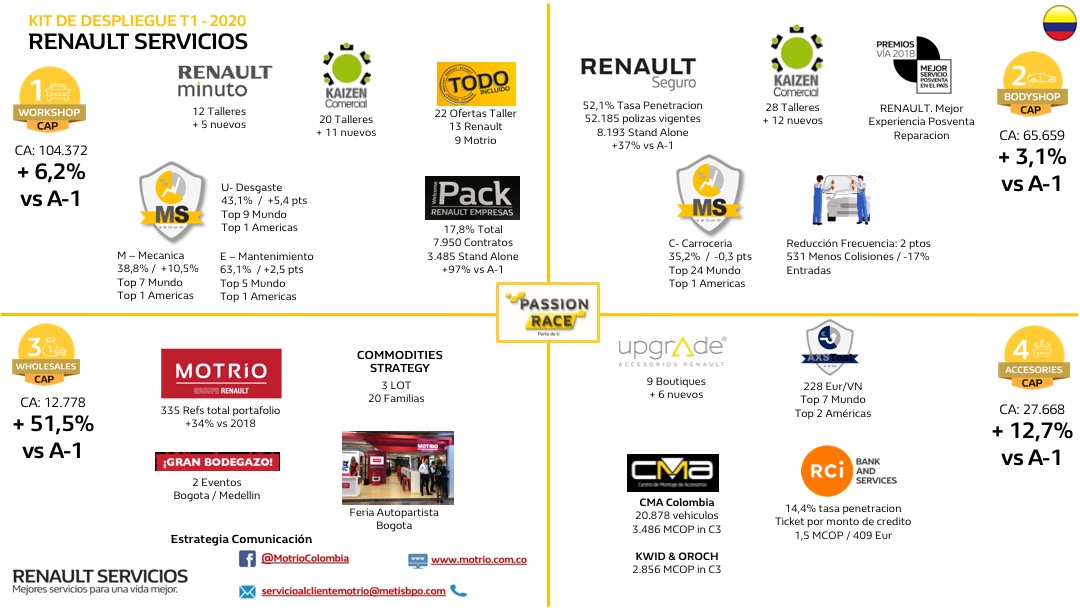 KIT DE DESPLIEGUE T1 - 2020
RENAULT SERVICIOS
1
WORKSHOP
CAP
CA: 104.372
+ 6,2%
vs A-1
RENAULT
minuto
12 Talleres
+ 5 nuevos
KAIZEN
Comercial
20 Talleres
+ 11 nuevos
TODO
INCLUIDO
22 Ofertas Taller
13 Renault
9 Motrio
MS
U- Desgaste
43,1% / +5,4 pts
Top 9 Mundo
Top 1 Americas
M – Mecanica
38,8% / +10,5%
Top 7 Mundo
Top 1 Americas
E – Mantenimiento
63,1% / +2,5 pts
Top 5 Mundo
Top 1 Americas
Welcome
Pack
RENAULT EMPRESAS
17,8% Total
7.950 Contratos
3.485 Stand Alone
+97% vs A-1
RENAULT
Seguro
52,1% Tasa Penetracion
52.185 polizas vigentes
8.193 Stand Alone
+37% vs A-1
KAIZEN
Comercial
28 Talleres
+ 12 nuevos
PREMIOS
VÍA 2018
MEJOR
SERVICIO
POSVENTA
EN EL PAÍS
RENAULT. Mejor
Experiencia Posventa
Reparacion
2
BODYSHOP
CAP
CA: 65.659
+ 3,1%
vs A-1
MS
C- Carroceria
35,2% / -0,3 pts
Top 24 Mundo
Top 1 Americas
Reducción Frecuencia: 2 ptos
531 Menos Colisiones / -17%
Entradas
PASSION
RACE
Parte de ti
3
WHOLESALES
CAP
CA: 12.778
+ 51,5%
vs A-1
MOTRIO
GROUPE RENAULT
335 Refs total portafolio
+34% vs 2018
COMMODITIES
STRATEGY
3 LOT
20 Familias
¡GRAN BODEGAZO!
2 Eventos
Bogota / Medellin
MOTRIO
Feria Autopartista
Bogota
Estrategia Comunicación
@MotrioColombia
www.motrio.com.co
servicioalclientemotrio@metisbpo.com
RENAULT SERVICIOS
Mejores servicios para una vida mejor.
upgrade®
ACCESORIOS RENAULT
9 Boutiques
+ 6 nuevos
AXSTool
228 Eur/VN
Top 7 Mundo
Top 2 Américas
4
ACCESORIES
CAP
CA: 27.668
+ 12,7%
vs A-1
CMA
Centro de Montaje de Accesorios
CMA Colombia
20.878 vehiculos
3.486 MCOP in C3
KWID & OROCH
2.856 MCOP in C3
RCI
BANK
AND
SERVICES
14,4% tasa penetracion
Ticket por monto de credito
1,5 MCOP / 409 Eur